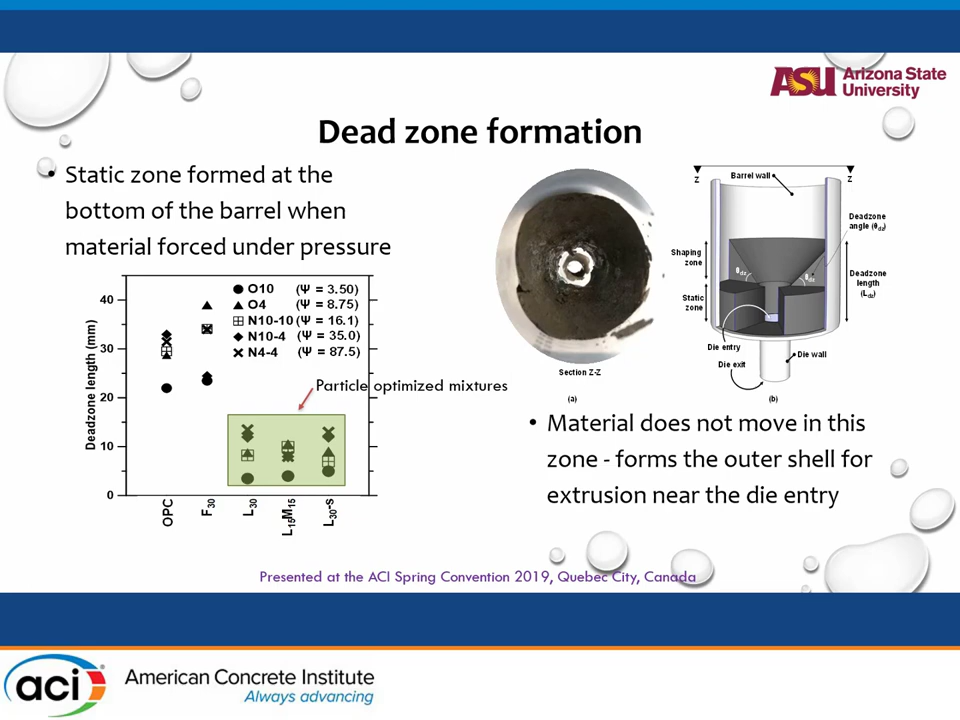 ASU Arizona State
University
Dead zone formation
• Static zone formed at the
bottom of the barrel when
material forced under pressure
Deadzone length (mm)
40
30
20
10
0
O10 (Ψ = 3.50)
O4 (Ψ = 8.75)
N10-10 (Ψ = 16.1)
N10-4 (Ψ = 35.0)
N4-4 (Ψ = 87.5)
Particle optimized mixtures
OPC
F30
L30
L15M15
L30-s
Section Z-Z
(a)
Z
Z
Barrel wall
Deadzone
angle (θdz)
Shaping
zone
θdz
θdz
Deadzone
length
(Ldz)
Static
zone
Die entry
Die wall
Die exit
(b)
• Material does not move in this
zone - forms the outer shell for
extrusion near the die entry
Presented at the ACI Spring Convention 2019, Quebec City, Canada
aci American Concrete Institute
Always advancing